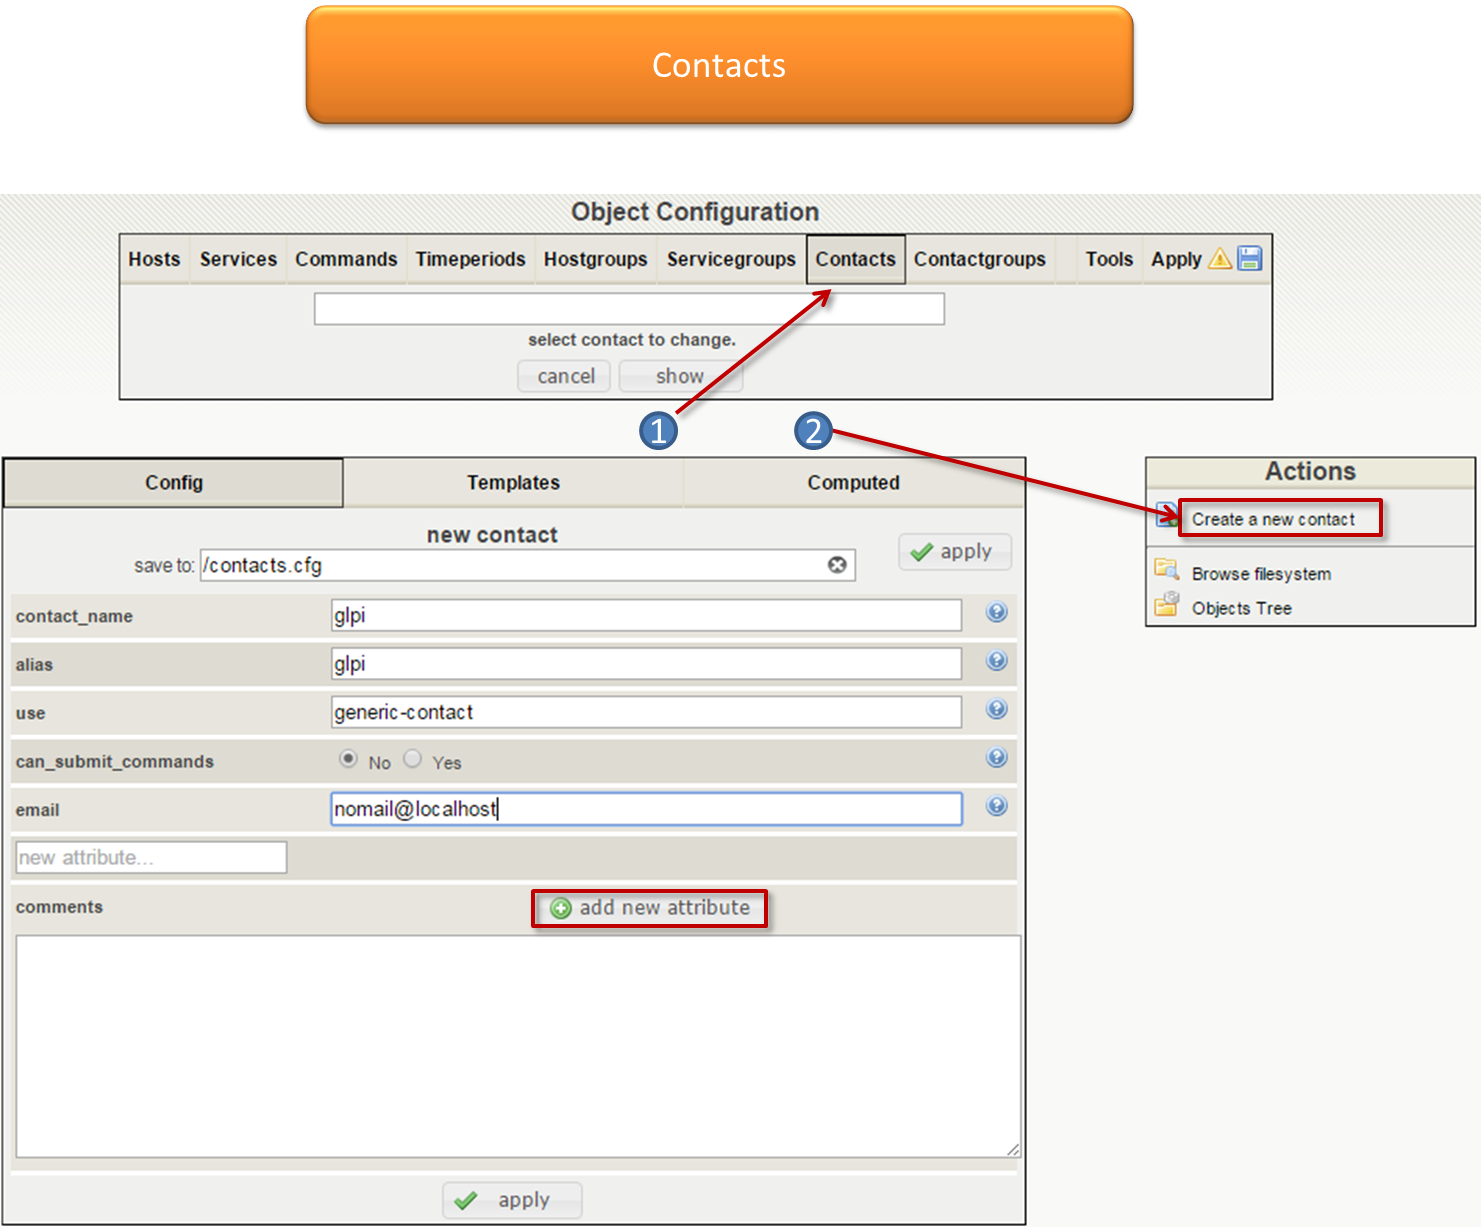 Contacts
Object Configuration
Hosts Services Commands Timeperiods Hostgroups Servicegroups Contacts Contactgroups Tools Apply
select contact to change.
cancel show
1 2
Config Templates Computed
Actions
new contact
Create a new contact
save to: /contacts.cfg
apply
Browse filesystem
Objects Tree
contact_name glpi
alias glpi
use generic-contact
can_submit_commands No Yes
email nomail@localhost
new attribute...
comments add new attribute
apply